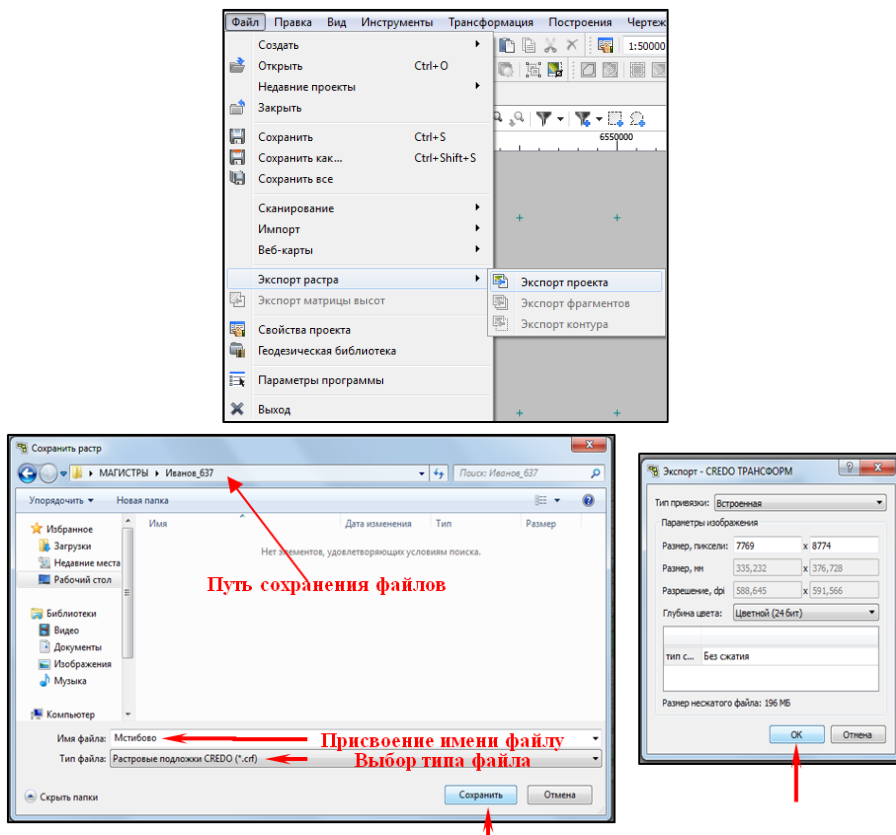 Файл Правка Вид Инструменты Трансформация Построения Чертеж
Создать
1:50000
Открыть Ctrl+O
Недавние проекты
Закрыть
Сохранить Ctrl+S
6550000
Сохранить как... Ctrl+Shift+S
Сохранить все
Сканирование
Импорт
Веб-карты
Экспорт растра
Экспорт проекта
Экспорт матрицы высот
Экспорт фрагментов
Экспорт контура
Свойства проекта
Геодезическая библиотека
Параметры программы
Выход
Сохранить растр
МАГИСТРЫ Иванов_637
Поиск: Иванов_637
Упорядочить Новая папка
Избранное
Загрузки
Недавние места
Рабочий стол
Библиотеки
Видео
Документы
Изображения
Музыка
Компьютер
Имя Дата изменения Тип Размер
Нет элементов, удовлетворяющих условиям поиска.
Путь сохранения файлов
Имя файла: Мстибово
Присвоение имени файлу
Тип файла: Растровые подложки CREDO (*.crf)
Выбор типа файла
Скрыть папки
Сохранить Отмена
Экспорт - CREDO ТРАНСФОРМ
Тип привязки: Встроенная
Параметры изображения
Размер, пиксели: 7769 x 8774
Размер, мм 335,232 x 376,728
Разрешение, dpi 588,645 x 591,566
Глубина цвета: Цветной (24 бит)
тип с... Без сжатия
Размер несжатого файла: 196 МБ
OK Отмена